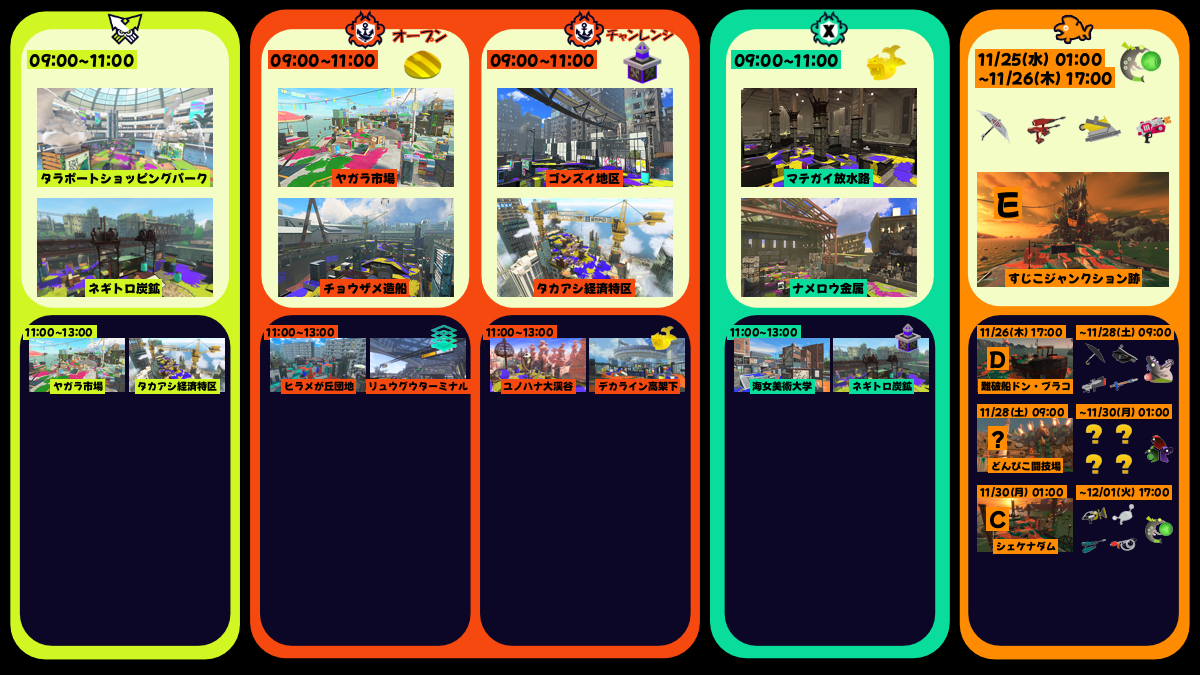 09:00~11:00
タラポートショッピングパーク
ネギトロ炭鉱
11:00~13:00
ヤガラ市場
タカアシ経済特区
オープン
09:00~11:00
ヤガラ市場
チョウザメ造船
11:00~13:00
ヒラメが丘団地
リュウグウターミナル
チャンレンジ
09:00~11:00
ゴンズイ地区
タカアシ経済特区
11:00~13:00
ユノハナ大渓谷
デカライン高架下
X
09:00~11:00
マテガイ放水路
ナメロウ金属
11:00~13:00
海女美術大学
ネギトロ炭鉱
11/25(水) 01:00
~11/26(木) 17:00
E
すじこジャンクション跡
11/26(木) 17:00
~11/28(土) 09:00
D
難破船ドン・ブラコ
11/28(土) 09:00
~11/30(月) 01:00
?
? ?
? ?
どんぴこ闘技場
11/30(月) 01:00
~12/01(火) 17:00
C
シェケナダム